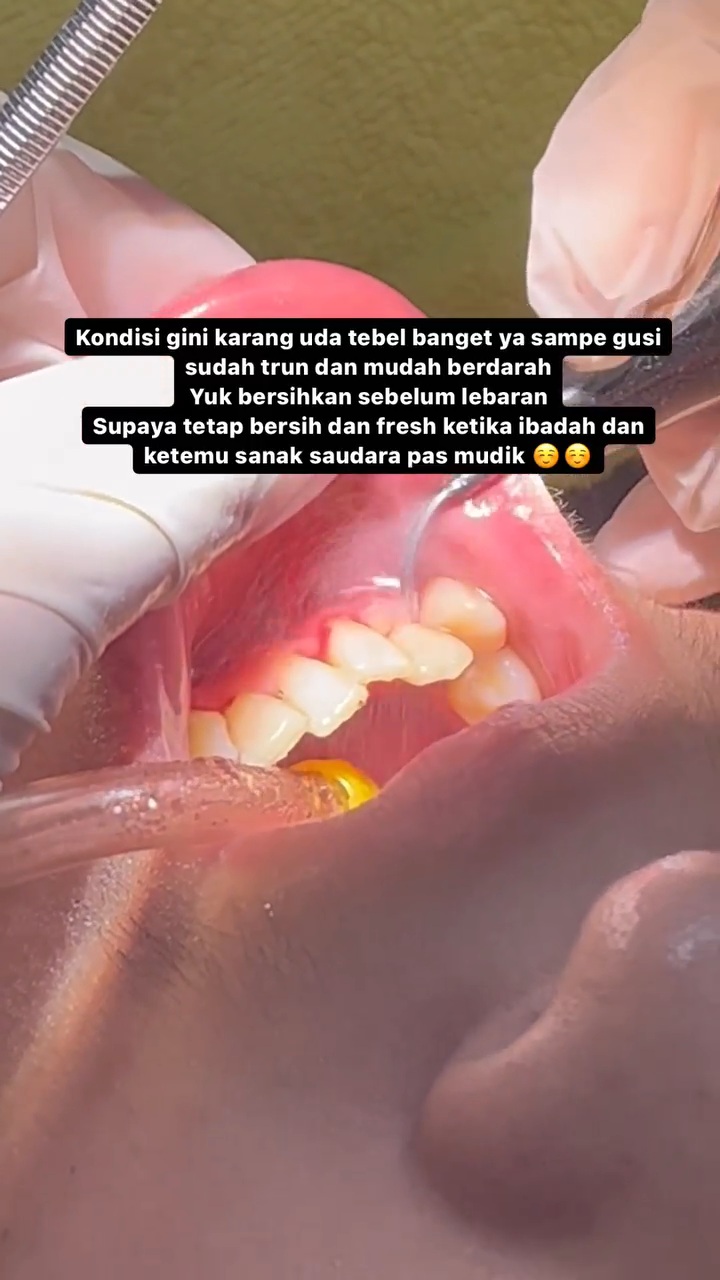 Kondisi gini karang uda tebel banget ya sampe gusi
sudah trun dan mudah berdarah
Yuk bersihkan sebelum lebaran
Supaya tetap bersih dan fresh ketika ibadah dan
ketemu sanak saudara pas mudik ☺️☺️